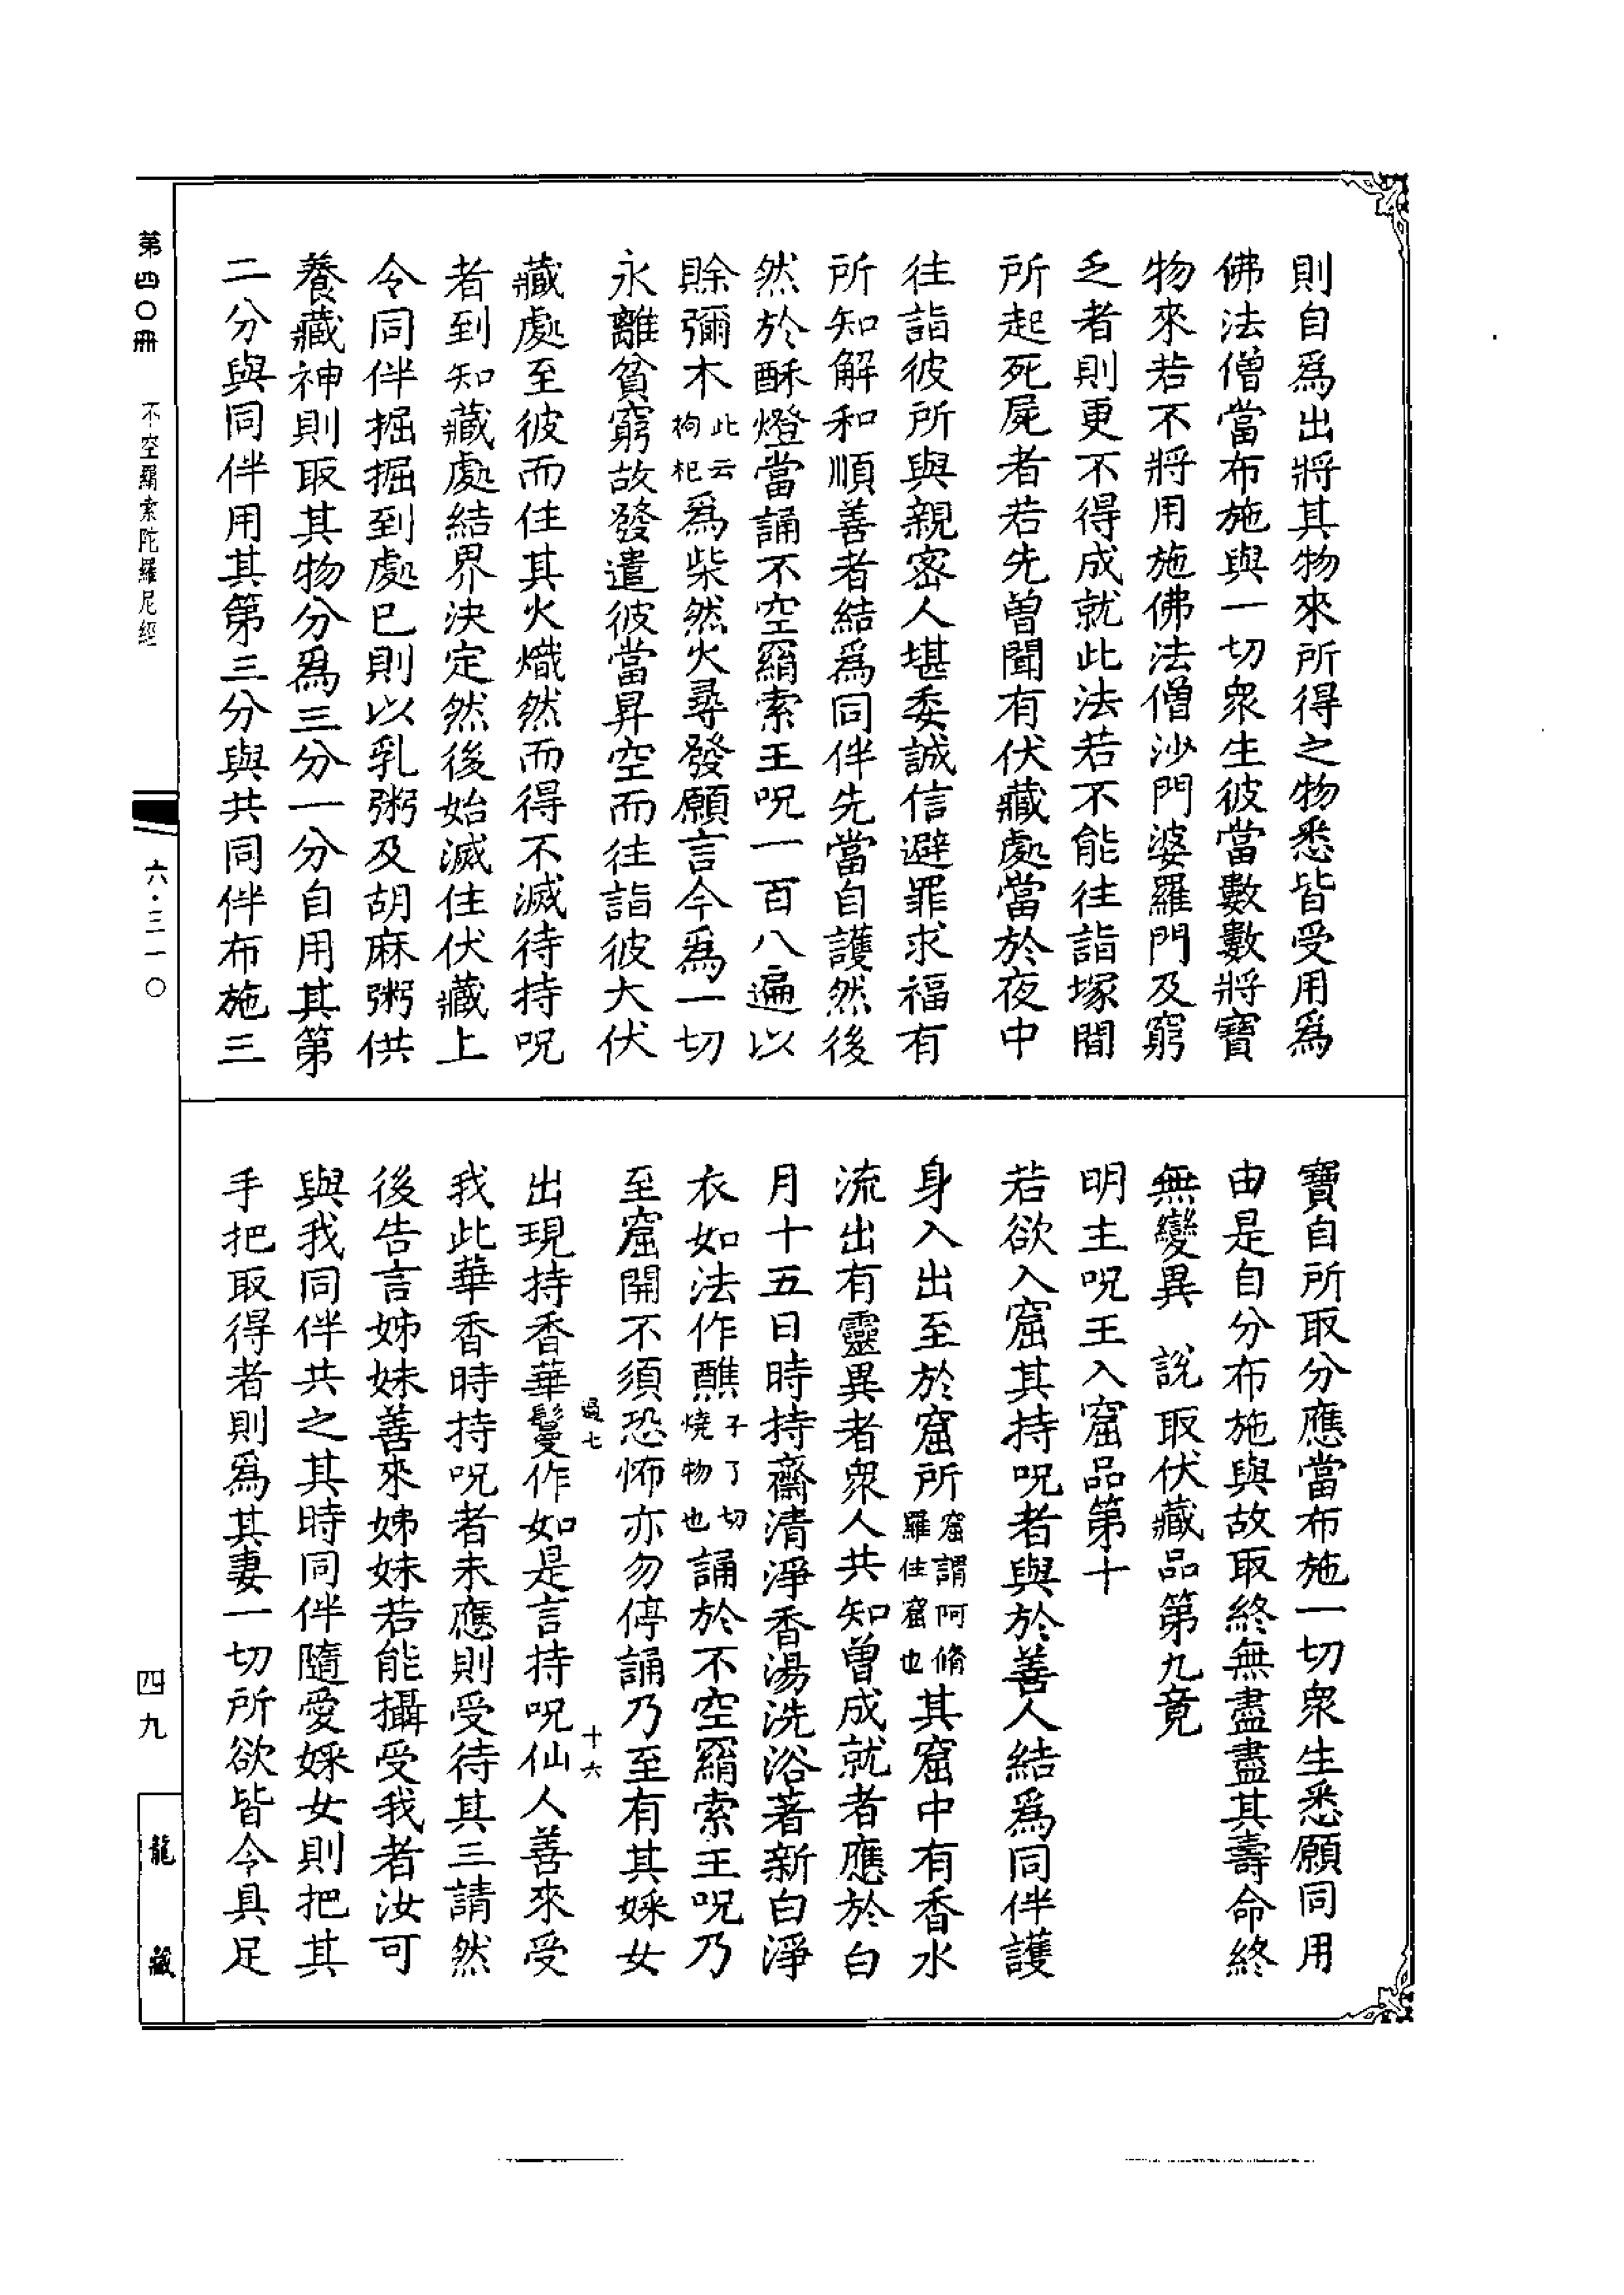 則自爲出將其物來所得之物悉皆受用爲
佛法僧當布施與一切衆生彼當數數將寶
物來若不將用施佛法僧沙門婆羅門及窮
乏者則更不得成就此法若不能往詣塚間
所起死屍者若先曾聞有伏藏處當於夜中
往詣彼所與親密人堪委誠信避罪求福有
所知解和順善者結爲同伴先當自護然後
然於酥燈當誦不空羂索王呪一百八遍以
賒彌木此云枸杞爲柴然火尋發願言今爲一切
永離貧窮故發遣彼當昇空而往詣彼大伏
藏處至彼而住其火熾然而得不滅待持呪
者到知藏處結界決定然後始滅住伏藏上
令同伴掘掘到處已則以乳粥及胡麻粥供
養藏神則取其物分爲三分一分自用其第
二分與同伴用其第三分與共同伴布施三
寶自所取分應當布施一切衆生悉願同用
由是自分布施與故取終無盡盡其壽命終
無變異　說取伏藏品第九竟
明主呪王入窟品第十
若欲入窟其持呪者與於善人結爲同伴護
身入出至於窟所窟謂阿脩羅住窟也其窟中有香水
流出有靈異者衆人共知曾成就者應於白
月十五日時持齋清淨香湯洗浴著新白淨
衣如法作醮子了切燒物也誦於不空羂索王呪乃
至窟開不須恐怖亦勿停誦乃至有其婇女
過七　十六
出現持香華鬘作如是言持呪仙人善來受
我此華香時持呪者未應則受待其三請然
後告言姊妹善來姊妹若能攝受我者汝可
與我同伴共之其時同伴隨愛婇女則把其
手把取得者則爲其妻一切所欲皆令具足
第四〇冊　不空羂索陀羅尼經
六・三一〇
四九
龍藏